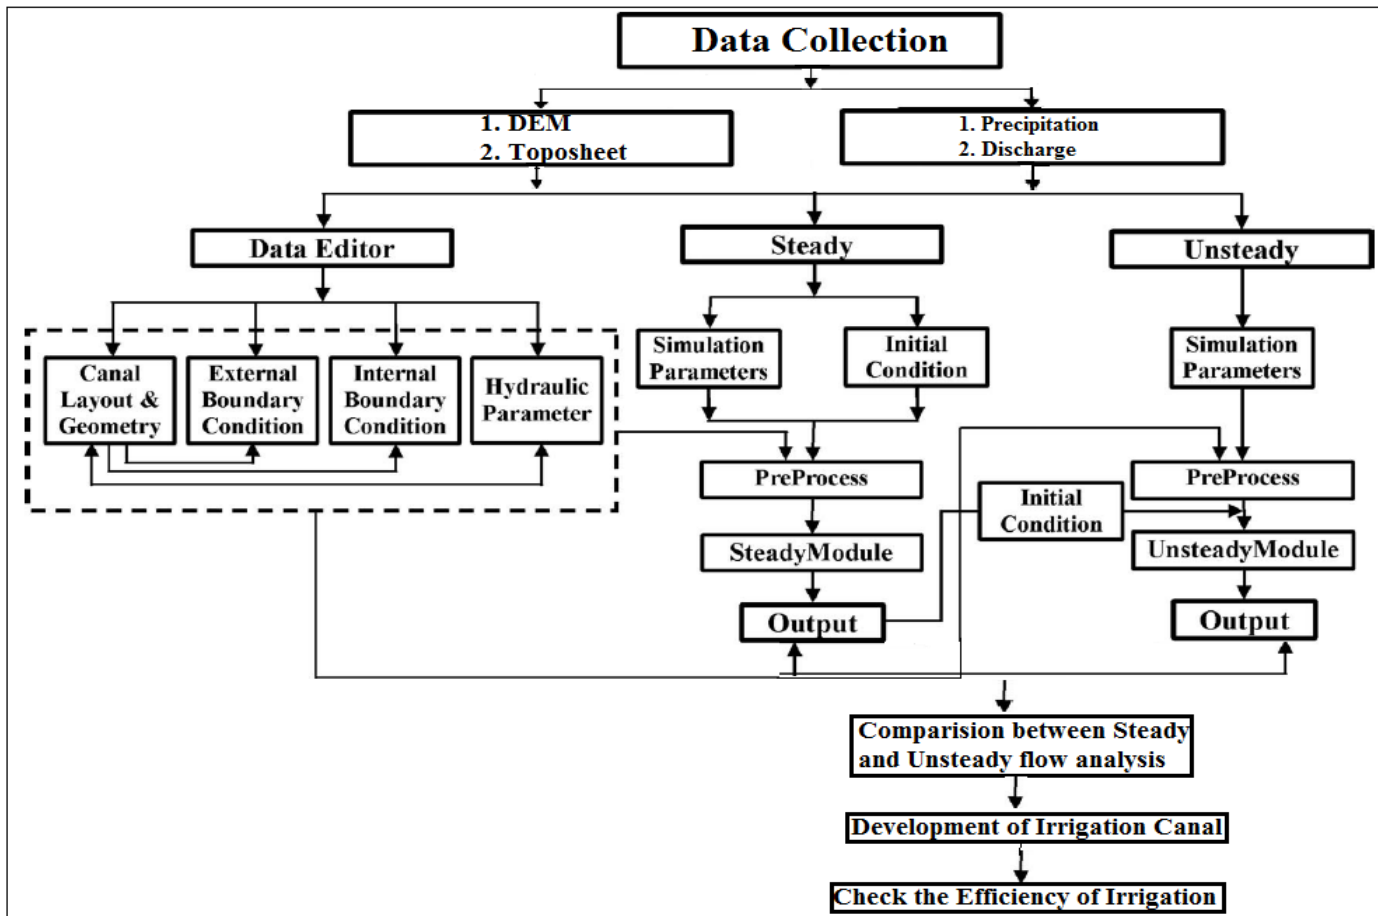 Data Collection
1. DEM
2. Toposheet
1. Precipitation
2. Discharge
Data Editor
Steady
Unsteady
Canal
Layout &
Geometry
External
Boundary
Condition
Internal
Boundary
Condition
Hydraulic
Parameter
Simulation
Parameters
Initial
Condition
Simulation
Parameters
PreProcess
Initial
Condition
PreProcess
SteadyModule
UnsteadyModule
Output
Output
Comparision between Steady
and Unsteady flow analysis
Development of Irrigation Canal
Check the Efficiency of Irrigation